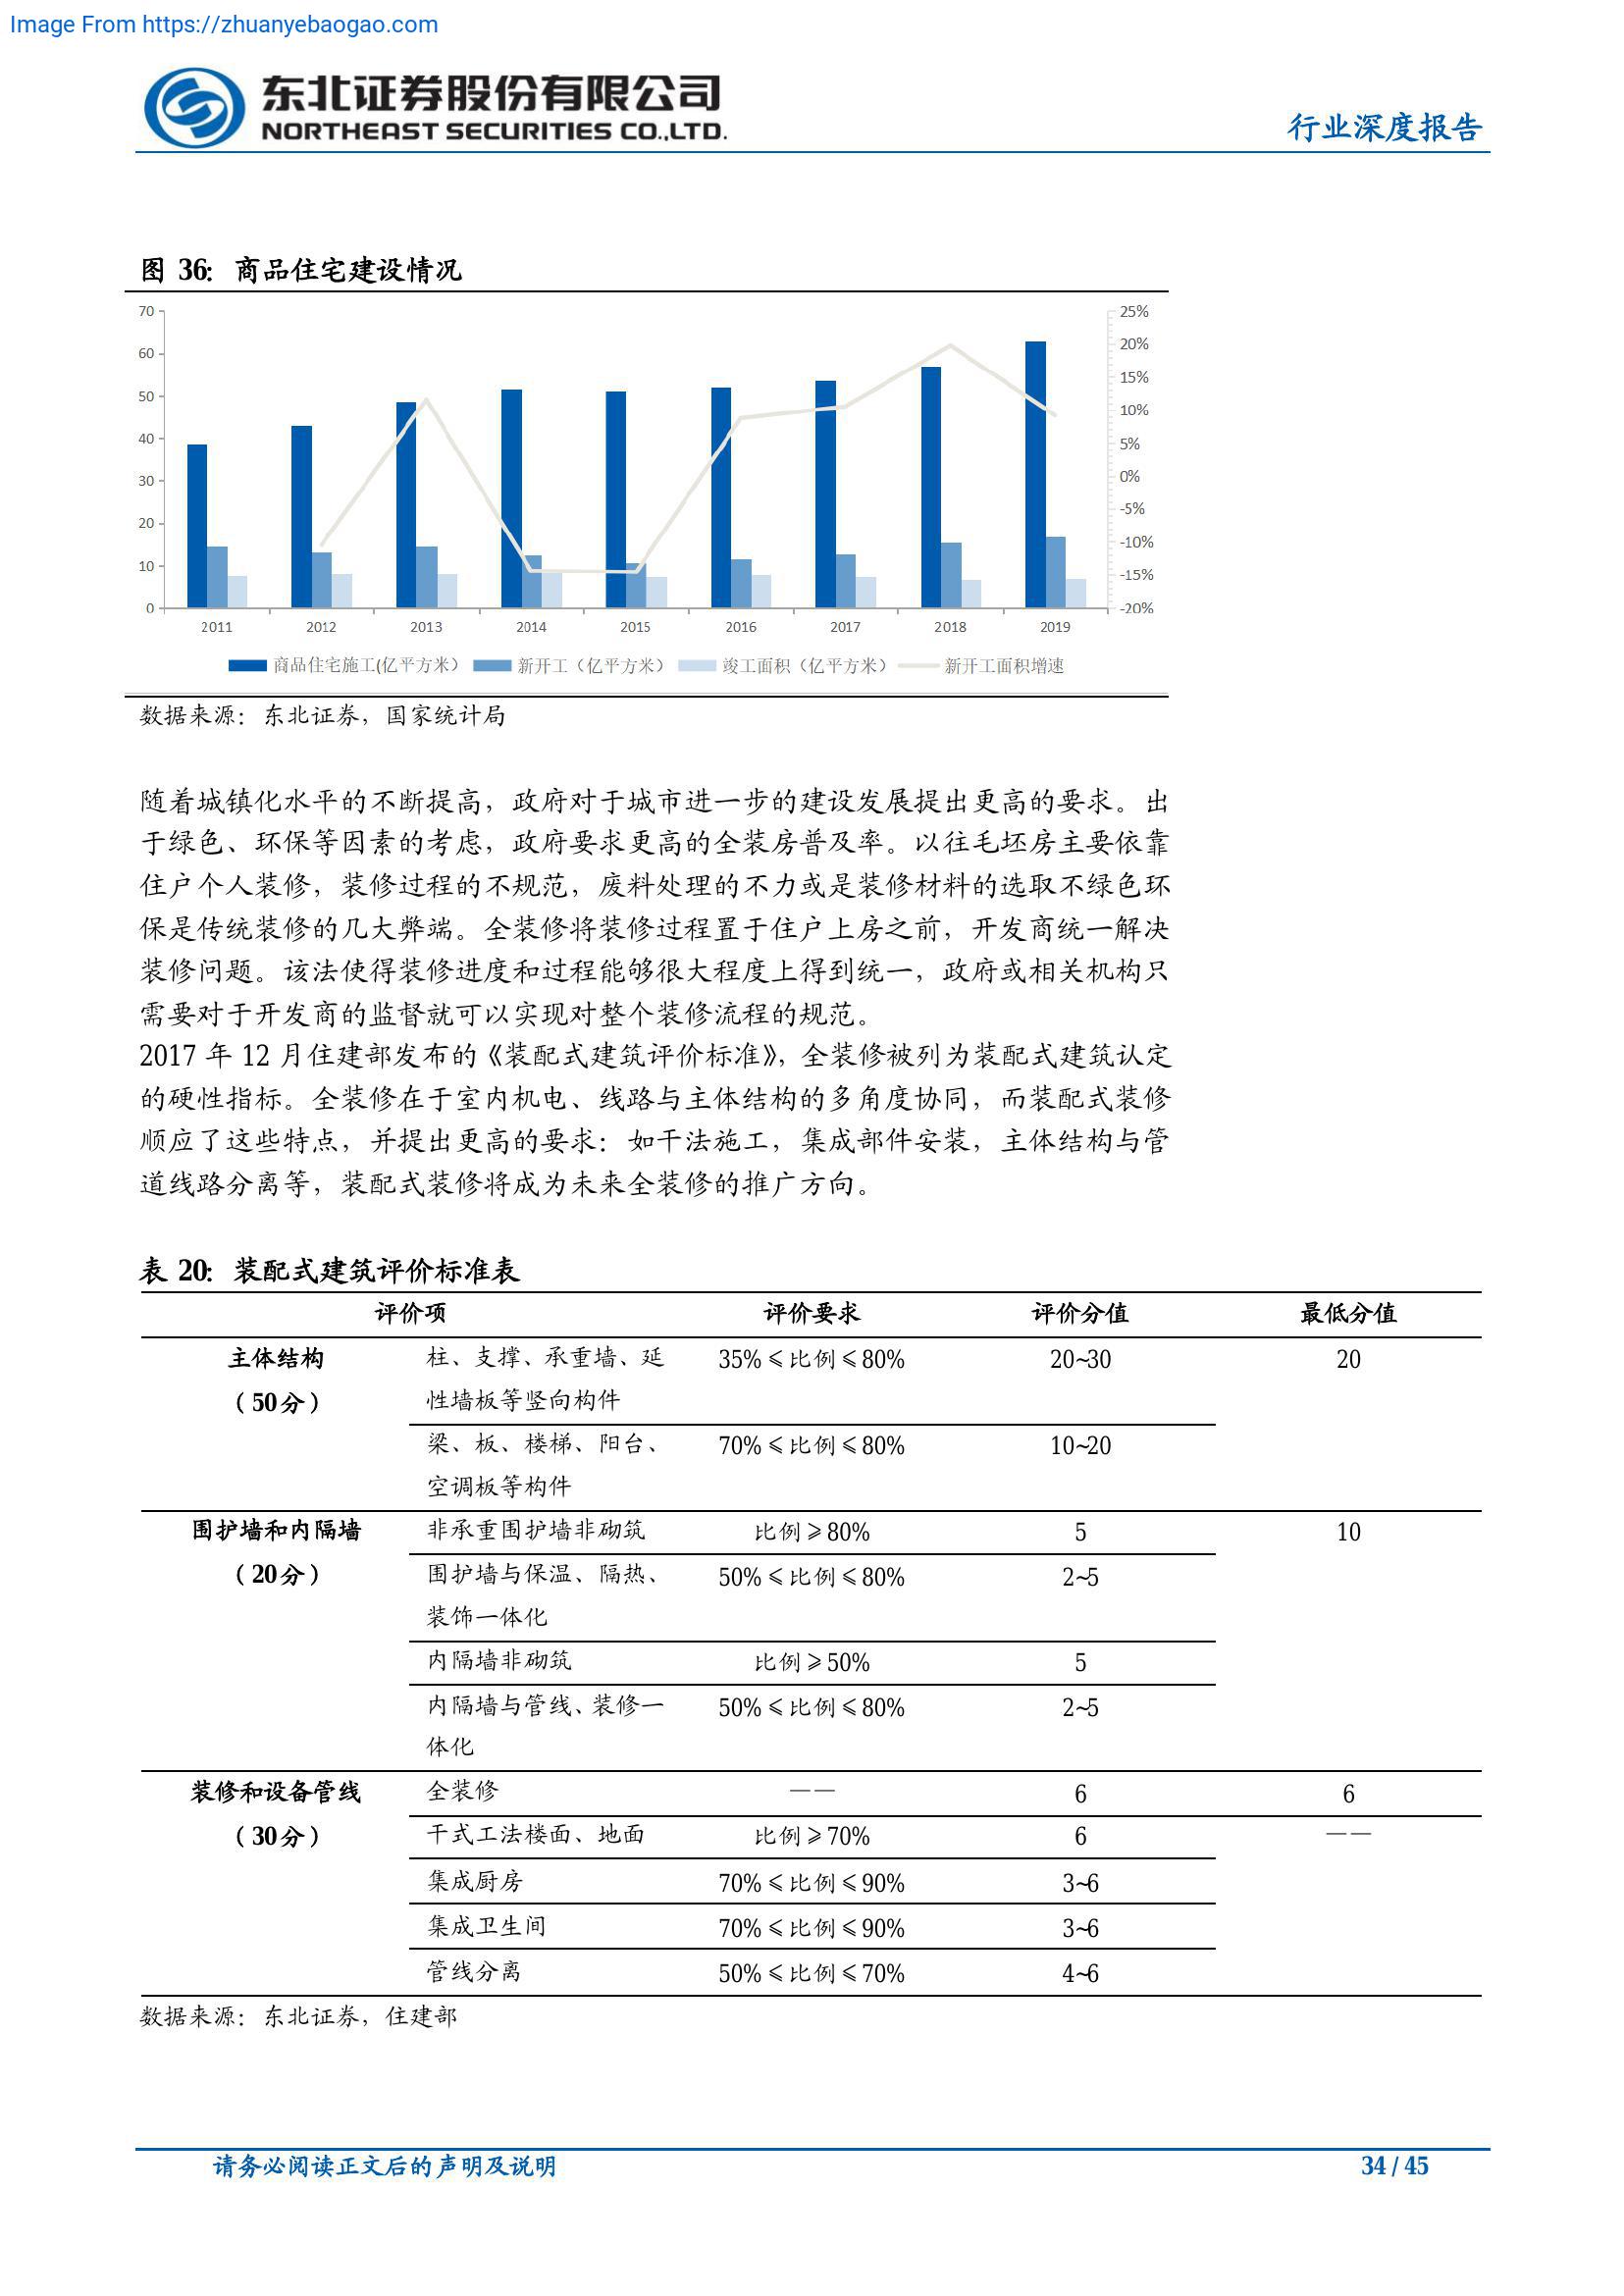 Image From https://zhuanyebaogao.com
东北证券股份有限公司
NORTHEAST SECURITIES CO.,LTD.
行业深度报告
图 36：商品住宅建设情况
70
60
50
40
30
20
10
0
25%
20%
15%
10%
5%
0%
-5%
-10%
-15%
-20%
2011 2012 2013 2014 2015 2016 2017 2018 2019
商品住宅施工(亿平方米） 新开工（亿平方米） 竣工面积（亿平方米） 新开工面积增速
数据来源：东北证券，国家统计局
随着城镇化水平的不断提高，政府对于城市进一步的建设发展提出更高的要求。出
于绿色、环保等因素的考虑，政府要求更高的全装房普及率。以往毛坯房主要依靠
住户个人装修，装修过程的不规范，废料处理的不力或是装修材料的选取不绿色环
保是传统装修的几大弊端。全装修将装修过程置于住户上房之前，开发商统一解决
装修问题。该法使得装修进度和过程能够很大程度上得到统一，政府或相关机构只
需要对于开发商的监督就可以实现对整个装修流程的规范。
2017 年 12 月住建部发布的《装配式建筑评价标准》，全装修被列为装配式建筑认定
的硬性指标。全装修在于室内机电、线路与主体结构的多角度协同，而装配式装修
顺应了这些特点，并提出更高的要求：如干法施工，集成部件安装，主体结构与管
道线路分离等，装配式装修将成为未来全装修的推广方向。
表 20：装配式建筑评价标准表
评价项 评价要求 评价分值 最低分值
主体结构 柱、支撑、承重墙、延 35%≤比例≤80% 20~30 20
（50分） 性墙板等竖向构件
梁、板、楼梯、阳台、 70%≤比例≤80% 10~20
空调板等构件
围护墙和内隔墙 非承重围护墙非砌筑 比例≥80% 5 10
（20分） 围护墙与保温、隔热、 50%≤比例≤80% 2~5
装饰一体化
内隔墙非砌筑 比例≥50% 5
内隔墙与管线、装修一 50%≤比例≤80% 2~5
体化
装修和设备管线 全装修 —— 6 6
（30分） 干式工法楼面、地面 比例≥70% 6 ——
集成厨房 70%≤比例≤90% 3~6
集成卫生间 70%≤比例≤90% 3~6
管线分离 50%≤比例≤70% 4~6
数据来源：东北证券，住建部
请务必阅读正文后的声明及说明 34 / 45